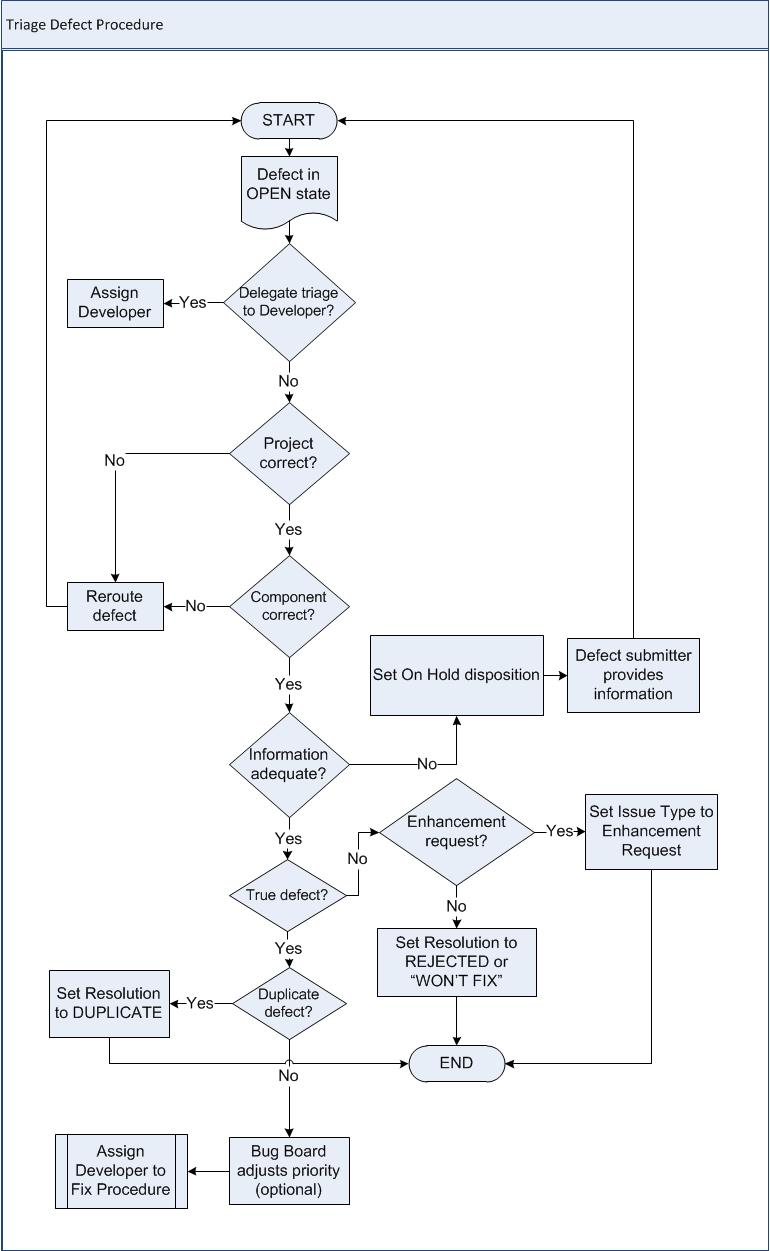 Triage Defect Procedure
START
Defect in
OPEN state
Delegate triage
to Developer?
Yes
Assign
Developer
No
Project
correct?
No
Yes
Component
correct?
No
Reroute
defect
Yes
Set On Hold disposition
Defect submitter
provides
information
Information
adequate?
No
Yes
Enhancement
request?
Yes
Set Issue Type to
Enhancement
Request
No
True defect?
No
Set Resolution to
REJECTED or
“WON’T FIX”
Yes
Duplicate
defect?
Yes
Set Resolution
to DUPLICATE
END
No
Bug Board
adjusts priority
(optional)
Assign
Developer to
Fix Procedure